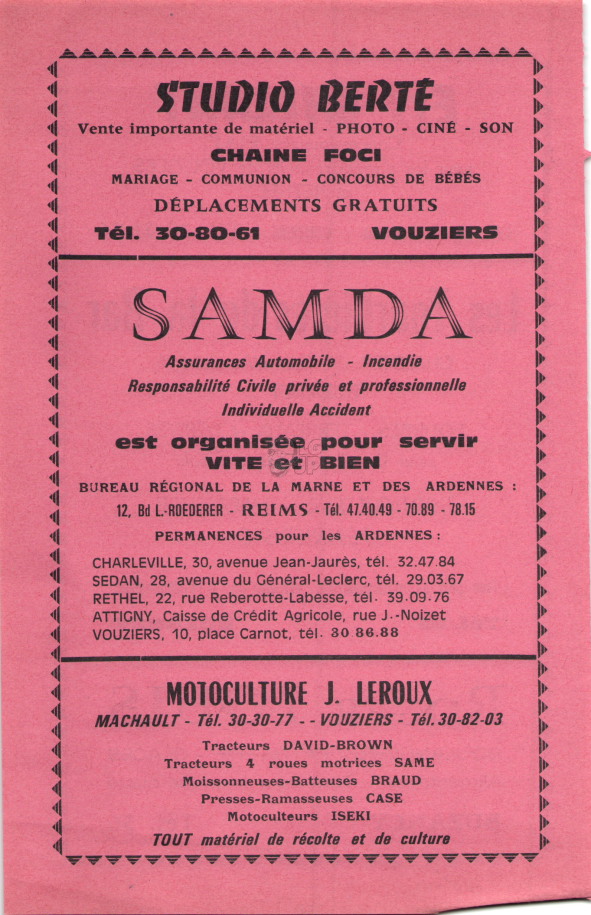 STUDIO BERTÉ
Vente importante de matériel - PHOTO - CINÉ - SON
CHAINE FOCI
MARIAGE - COMMUNION - CONCOURS DE BÉBÉS
DÉPLACEMENTS GRATUITS
Tél. 30-80-61 VOUZIERS
SAMDA
Assurances Automobile - Incendie
Responsabilité Civile privée et professionnelle
Individuelle Accident
est organisée pour servir
VITE et BIEN
BUREAU RÉGIONAL DE LA MARNE ET DES ARDENNES :
12, Bd L.-ROEDERER - REIMS - Tél. 47.40.49 - 70.89 - 78.15
PERMANENCES pour les ARDENNES :
CHARLEVILLE, 30, avenue Jean-Jaurès, tél. 32.47.84
SEDAN, 28, avenue du Général-Leclerc, tél. 29.03.67
RETHEL, 22, rue Reberotte-Labesse, tél. 39.09.76
ATTIGNY, Caisse de Crédit Agricole, rue J.-Noizet
VOUZIERS, 10, place Carnot, tél. 30 86.88
MOTOCULTURE J. LEROUX
MACHAULT - Tél. 30-30-77 - - VOUZIERS - Tél. 30-82-03
Tracteurs DAVID-BROWN
Tracteurs 4 roues motrices SAME
Moissonneuses-Batteuses BRAUD
Presses-Ramasseuses CASE
Motoculteurs ISEKI
TOUT matériel de récolte et de culture